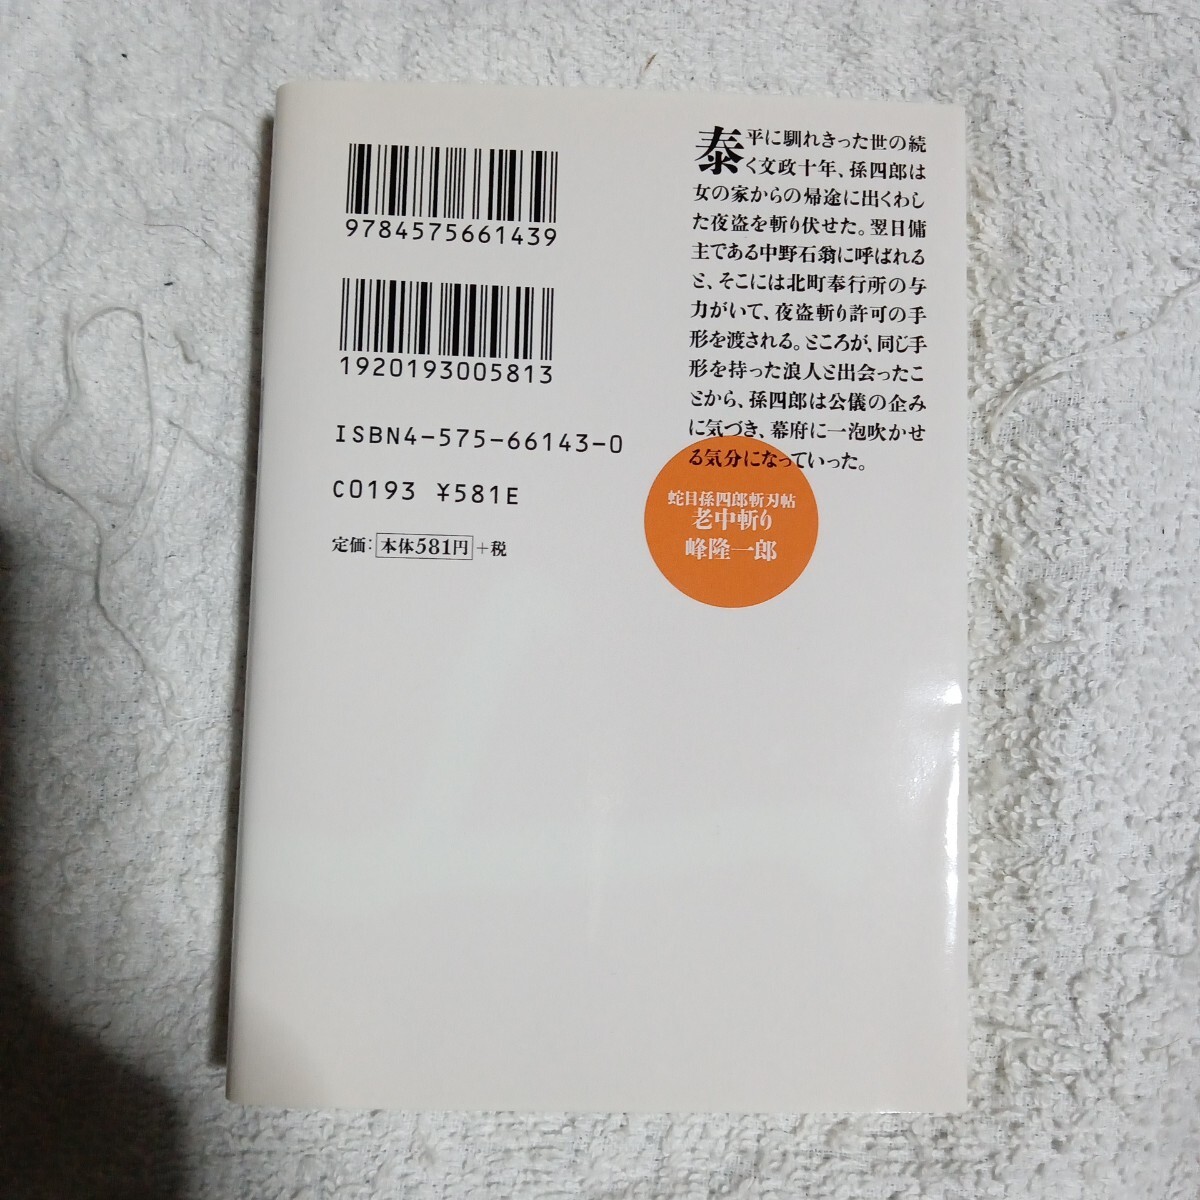 9784575661439
1920193005813
ISBN4-575-66143-0
C0193 ¥581E
定価:本体581円+税
泰平に馴れきった世の続
く文政十年、孫四郎は
女の家からの帰途に出くわし
た夜盗を斬り伏せた。翌日傭
主である中野石翁に呼ばれる
と、そこには北町奉行所の与
力がいて、夜盗斬り許可の手
形を渡される。ところが、同じ手
形を持った浪人と出会ったこ
とから、孫四郎は公儀の企み
に気づき、幕府に一泡吹かせ
る気分になっていった。
蛇目孫四郎斬刃帖
老中斬り
峰隆一郎